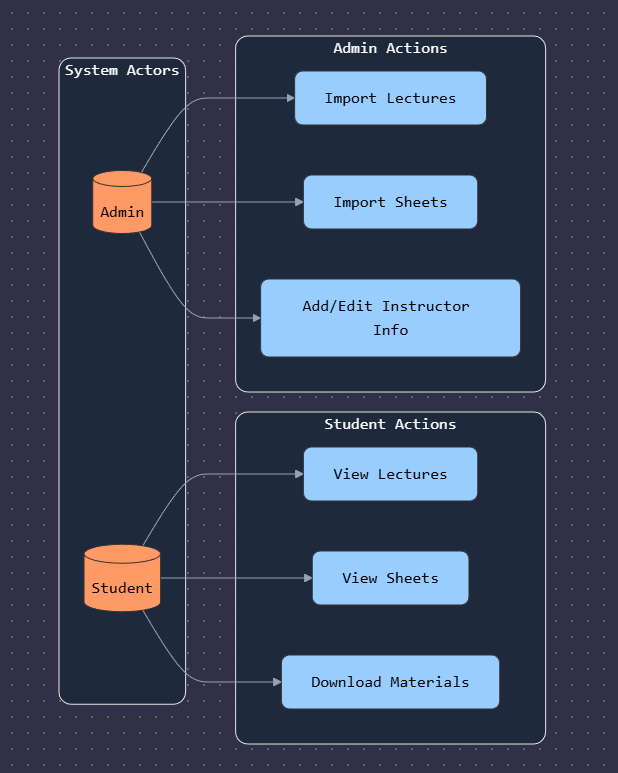 System Actors
Admin
Student
Admin Actions
Import Lectures
Import Sheets
Add/Edit Instructor
Info
Student Actions
View Lectures
View Sheets
Download Materials